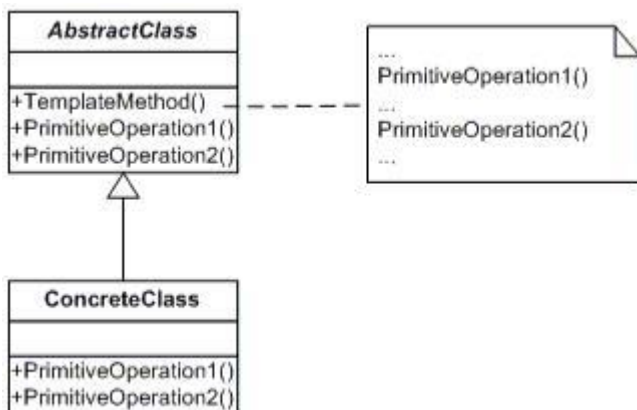 AbstractClass
+TemplateMethod()
+PrimitiveOperation1()
+PrimitiveOperation2()
...
PrimitiveOperation1()
...
PrimitiveOperation2()
...
ConcreteClass
+PrimitiveOperation1()
+PrimitiveOperation2()